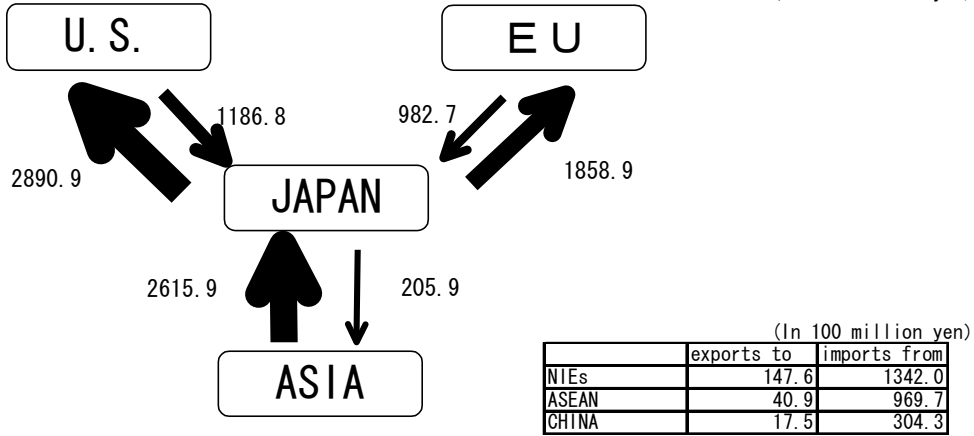 U.S.
ＥＵ
1186.8
982.7
2890.9
1858.9
JAPAN
2615.9
205.9
ASIA
(In 100 million yen)
exports to imports from
NIEs 147.6 1342.0
ASEAN 40.9 969.7
CHINA 17.5 304.3